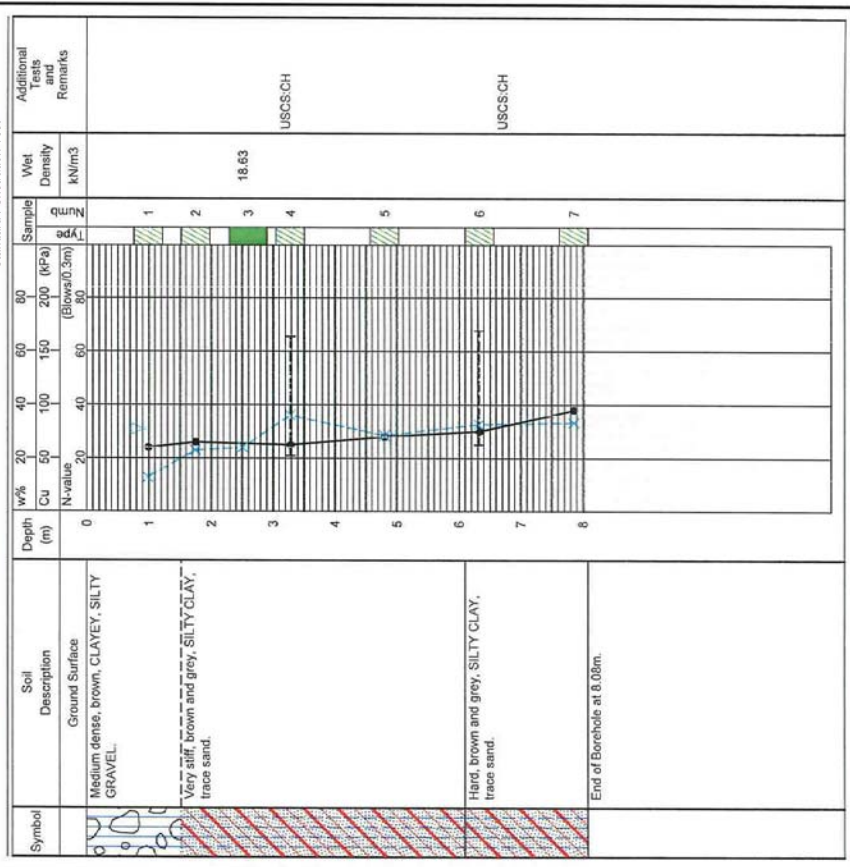 Symbol
Soil
Description
Depth
(m)
w% 20 40 60 80
Cu 50 100 150 200 (kPa)
N-value
(Blows/0.3m)
20 40 60 80
Sample
Type
Numb
Wet
Density
kN/m3
Additional
Tests
and
Remarks
Ground Surface
0
Medium dense, brown, CLAYEY, SILTY
GRAVEL.
1
1
Very stiff, brown and grey, SILTY CLAY,
trace sand.
2
2
3
18.63
3
4
USCS:CH
4
5
5
6
Hard, brown and grey, SILTY CLAY,
trace sand.
6
USCS:CH
7
7
8
End of Borehole at 8.08m.